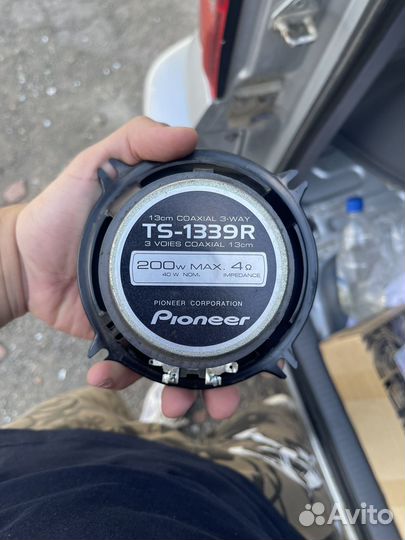 13cm COAXIAL 3-WAY
TS-1339R
3 VOIES COAXIAL 13cm
200W MAX. 4Ω
40 W NOM. IMPEDANCE
PIONEER CORPORATION
Pioneer
Avito